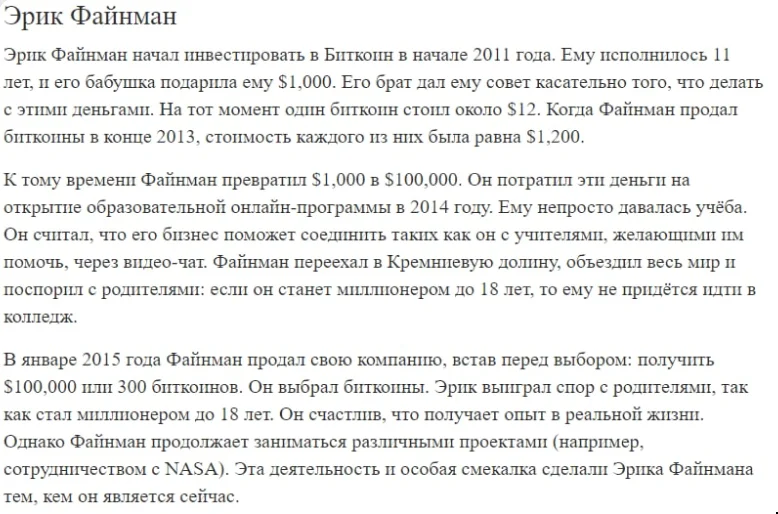 Эрик Файнман
Эрик Файнман начал инвестировать в Биткоин в начале 2011 года. Ему исполнилось 11
лет, и его бабушка подарила ему $1,000. Его брат дал ему совет касательно того, что делать
с этими деньгами. На тот момент один биткоин стоил около $12. Когда Файнман продал
биткоины в конце 2013, стоимость каждого из них была равна $1,200.
К тому времени Файнман превратил $1,000 в $100,000. Он потратил эти деньги на
открытие образовательной онлайн-программы в 2014 году. Ему непросто давалась учёба.
Он считал, что его бизнес поможет соединить таких как он с учителями, желающими им
помочь, через видео-чат. Файнман переехал в Кремниевую долину, объездил весь мир и
поспорил с родителями: если он станет миллионером до 18 лет, то ему не придётся идти в
колледж.
В январе 2015 года Файнман продал свою компанию, встав перед выбором: получить
$100,000 или 300 биткоинов. Он выбрал биткоины. Эрик выиграл спор с родителями, так
как стал миллионером до 18 лет. Он счастлив, что получает опыт в реальной жизни.
Однако Файнман продолжает заниматься различными проектами (например,
сотрудничеством с NASA). Эта деятельность и особая смекалка сделали Эрика Файнмана
тем, кем он является сейчас.